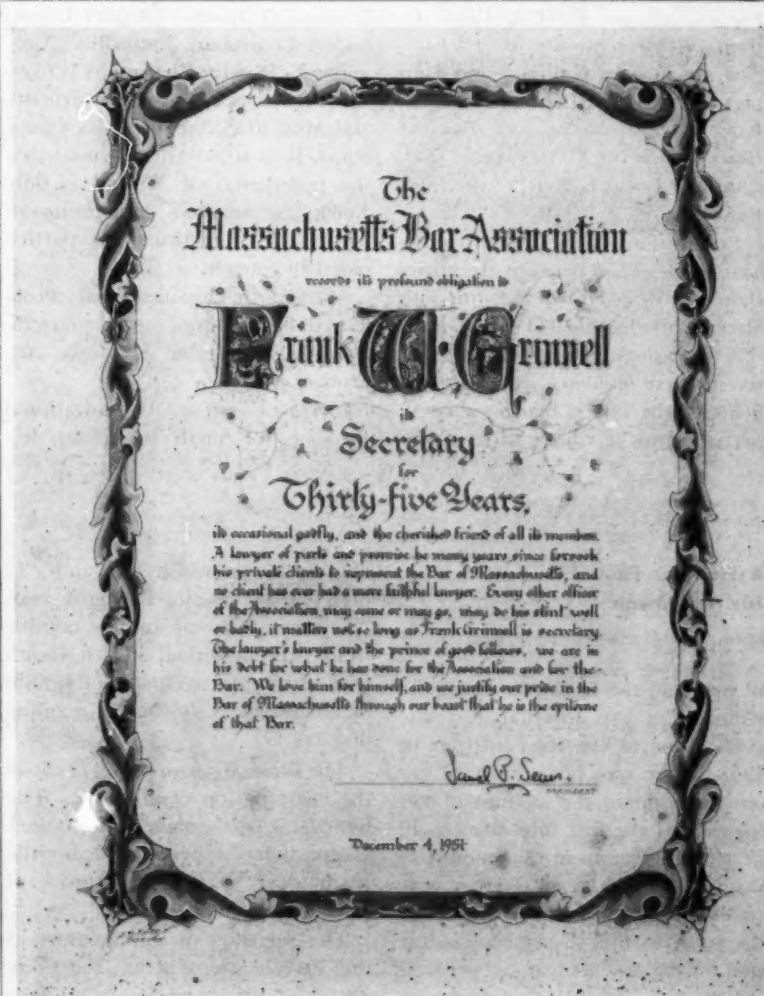 The
Massachusetts Bar Association
records its profound obligation to
Frank W. Grinnell
its
Secretary
for
Thirty-five Years,
its occasional gadfly, and the cherished friend of all its members.
A lawyer of parts and promise he many years since forsook
his private clients to represent the Bar of Massachusetts, and
no client has ever had a more faithful lawyer. Every other officer
of the Association, may come or may go, may do his stint well
or badly, it matters not so long as Frank Grinnell is secretary.
The lawyer's lawyer and the prince of good fellows, we are in
his debt for what he has done for the Association and for the
Bar. We love him for himself, and we justify our pride in the
Bar of Massachusetts through our boast that he is the epitome
of that Bar.
PRESIDENT
December 4, 1951